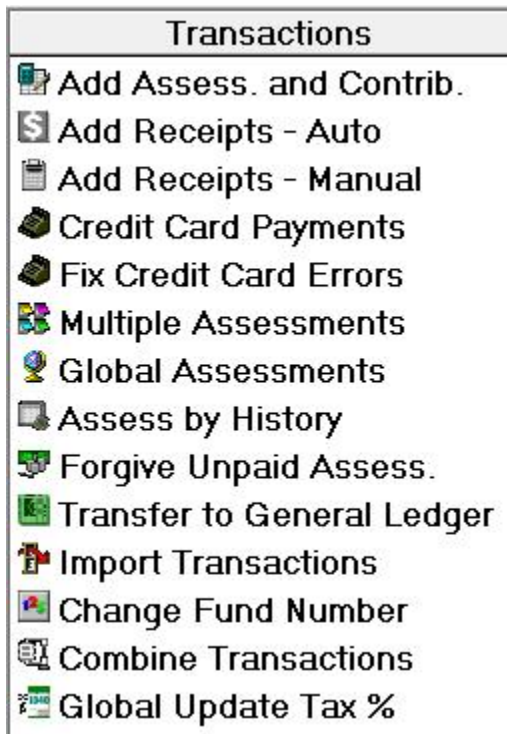 Transactions
Add Assess. and Contrib.
Add Receipts - Auto
Add Receipts - Manual
Credit Card Payments
Fix Credit Card Errors
Multiple Assessments
Global Assessments
Assess by History
Forgive Unpaid Assess.
Transfer to General Ledger
Import Transactions
Change Fund Number
Combine Transactions
Global Update Tax %